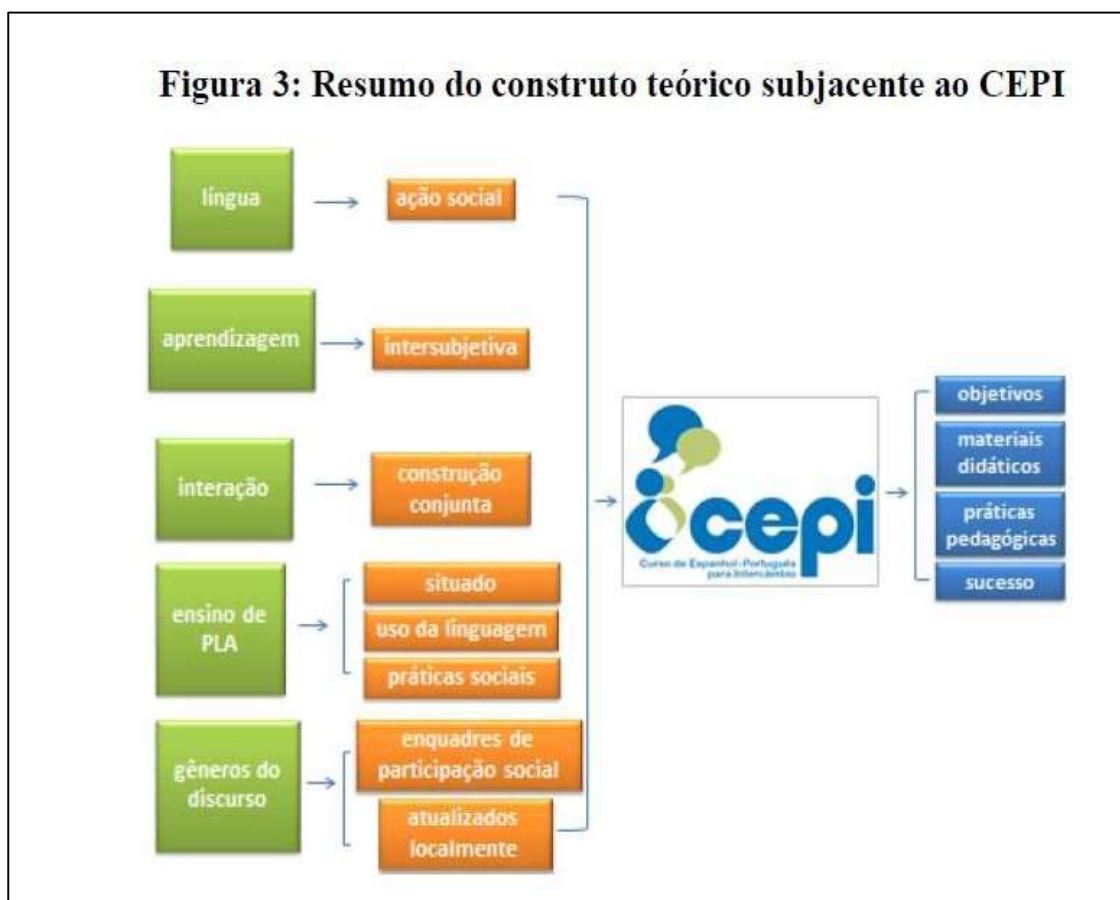 Figura 3: Resumo do construto teórico subjacente ao CEPI
língua
ação social
aprendizagem
intersubjetiva
interação
construção
conjunta
ensino de
PLA
situado
uso da linguagem
práticas sociais
gêneros do
discurso
enquadres de
participação social
atualizados
localmente
cepi
Curso de Espanhol-Português
para Intercâmbio
objetivos
materiais
didáticos
práticas
pedagógicas
sucesso